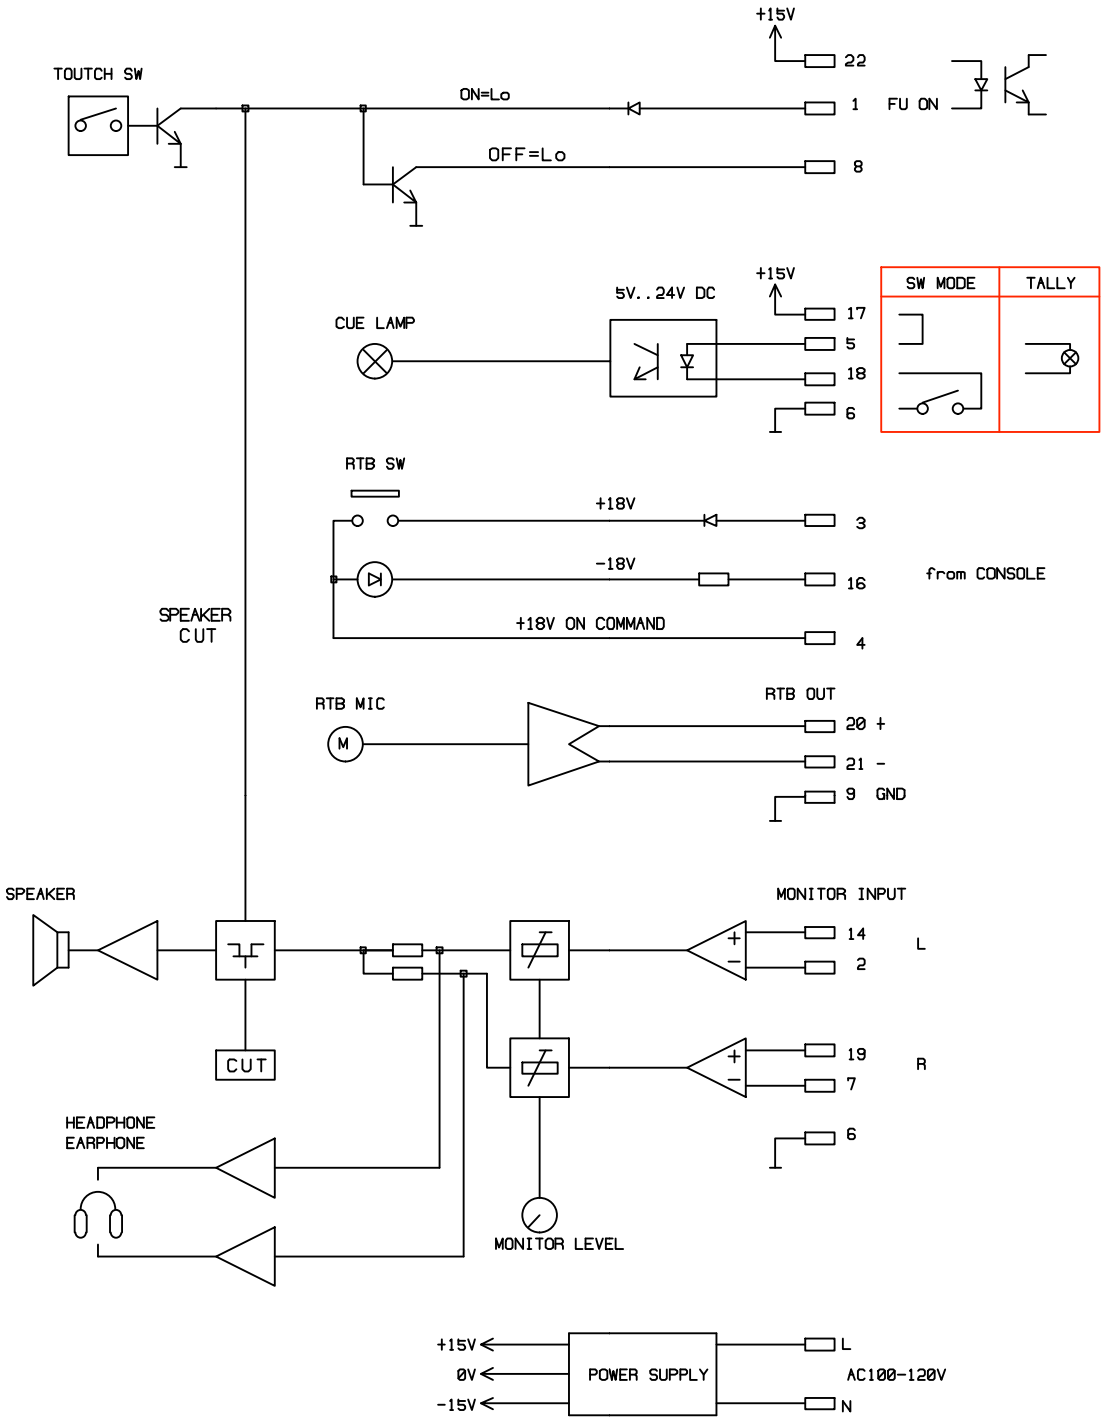 +15V
22
TOUTCH SW
ON=Lo
1
FU ON
OFF=Lo
8
+15V
5V..24V DC
17
SW MODE
TALLY
CUE LAMP
5
18
6
RTB SW
+18V
3
-18V
16
from CONSOLE
SPEAKER
CUT
+18V ON COMMAND
4
RTB MIC
RTB OUT
M
20 +
21 -
9 GND
SPEAKER
MONITOR INPUT
+
-
14
2
L
CUT
+
-
19
7
R
HEADPHONE
EARPHONE
6
MONITOR LEVEL
+15V
0V
-15V
POWER SUPPLY
L
AC100-120V
N